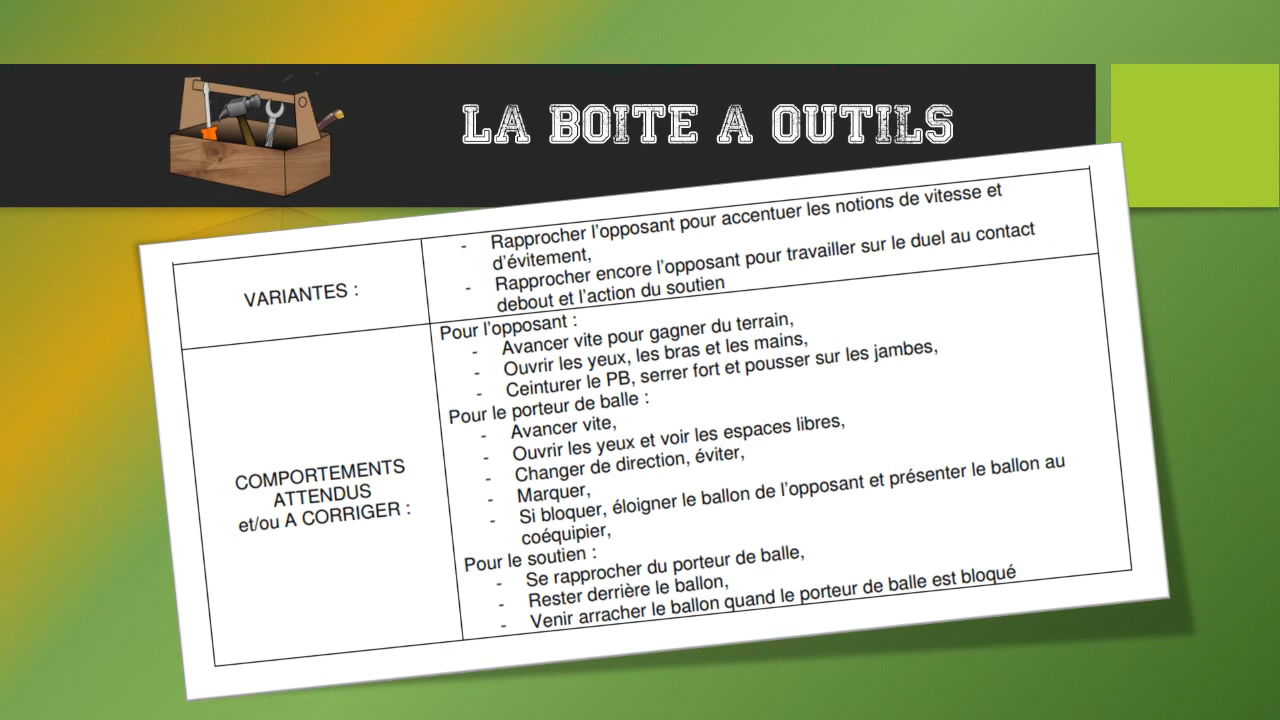 LA BOITE A OUTILS
VARIANTES :
- Rapprocher l'opposant pour accentuer les notions de vitesse et
d'évitement,
- Rapprocher encore l'opposant pour travailler sur le duel au contact
debout et l'action du soutien
COMPORTEMENTS
ATTENDUS
et/ou A CORRIGER :
Pour l'opposant :
- Avancer vite pour gagner du terrain,
- Ouvrir les yeux, les bras et les mains,
- Ceinturer le PB, serrer fort et pousser sur les jambes,
Pour le porteur de balle :
- Avancer vite,
- Ouvrir les yeux et voir les espaces libres,
- Changer de direction, éviter,
- Marquer,
- Si bloquer, éloigner le ballon de l'opposant et présenter le ballon au
coéquipier,
Pour le soutien :
- Se rapprocher du porteur de balle,
- Rester derrière le ballon,
- Venir arracher le ballon quand le porteur de balle est bloqué